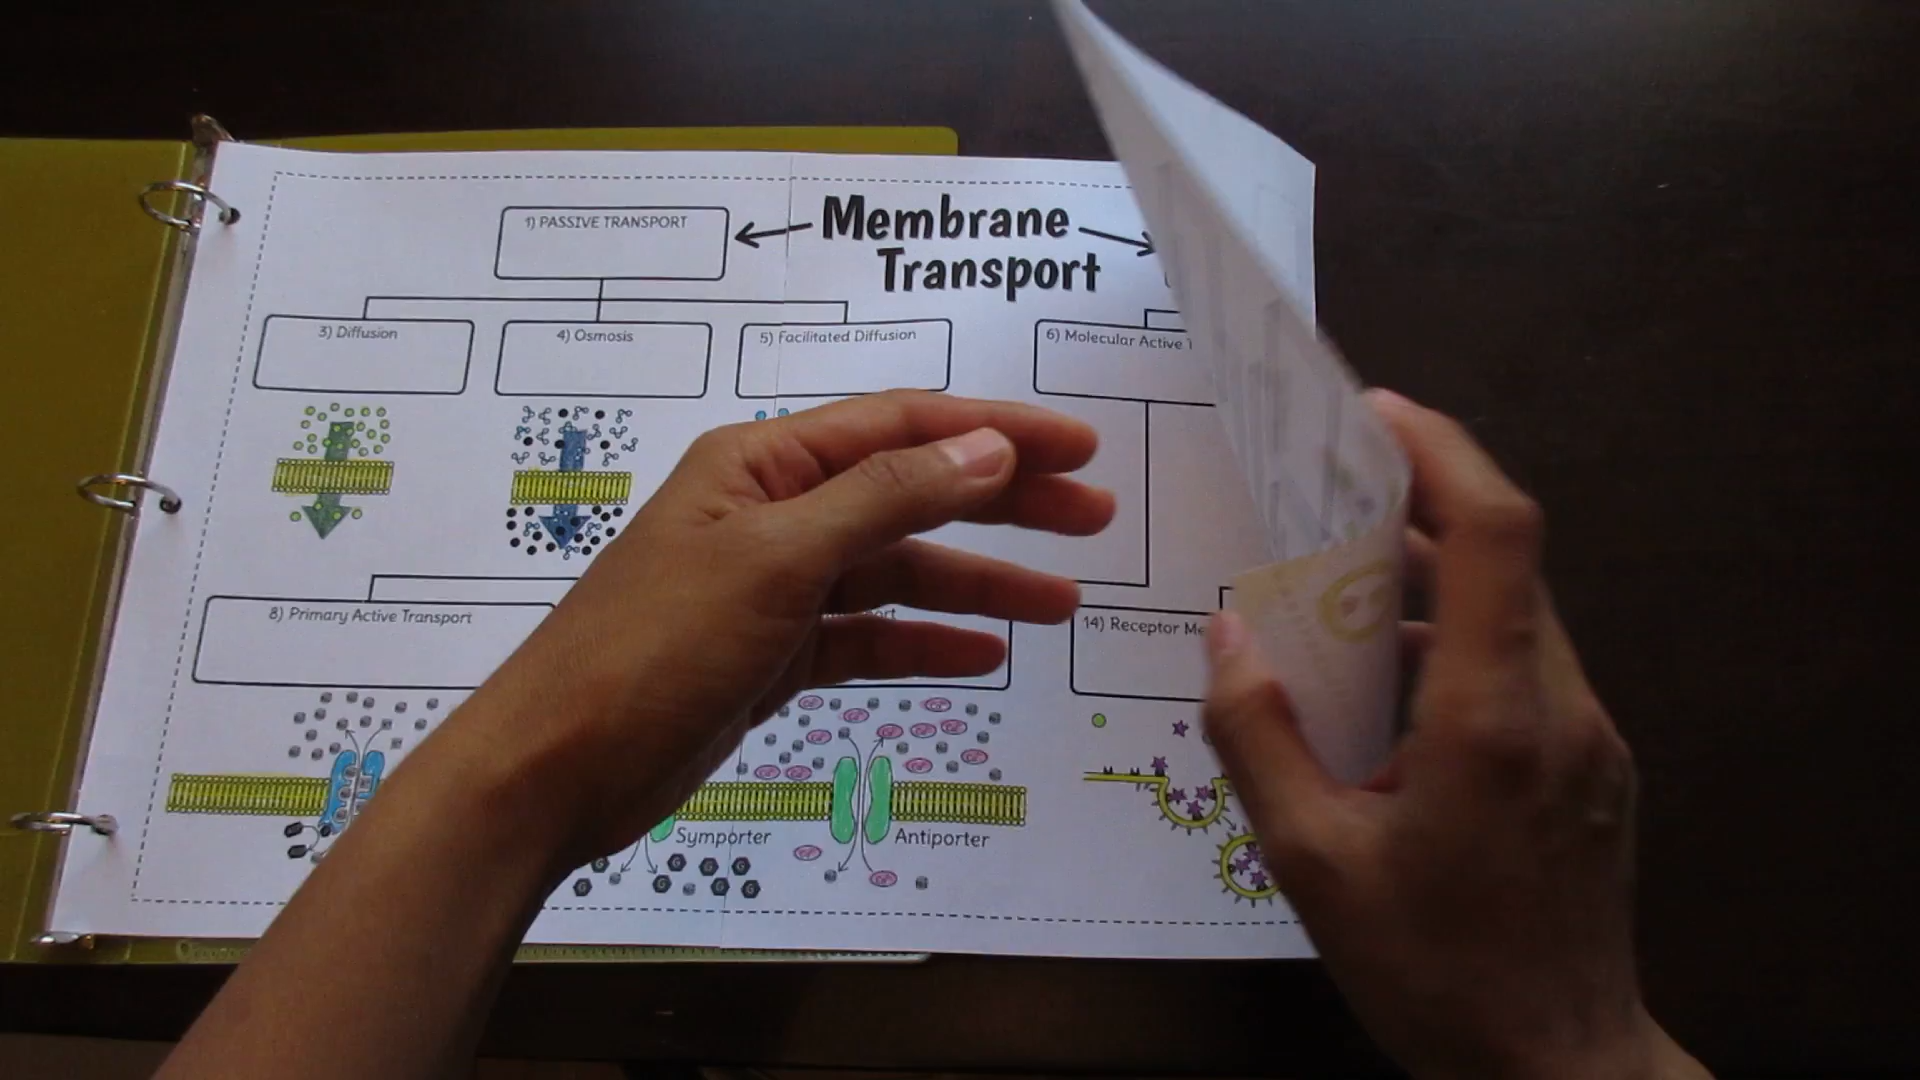 1) PASSIVE TRANSPORT
Membrane
Transport
3) Diffusion
4) Osmosis
5) Facilitated Diffusion
6) Molecular Active
8) Primary Active Transport
14) Receptor
Symporter
Antiporter
G
G
G
G
G
G
G